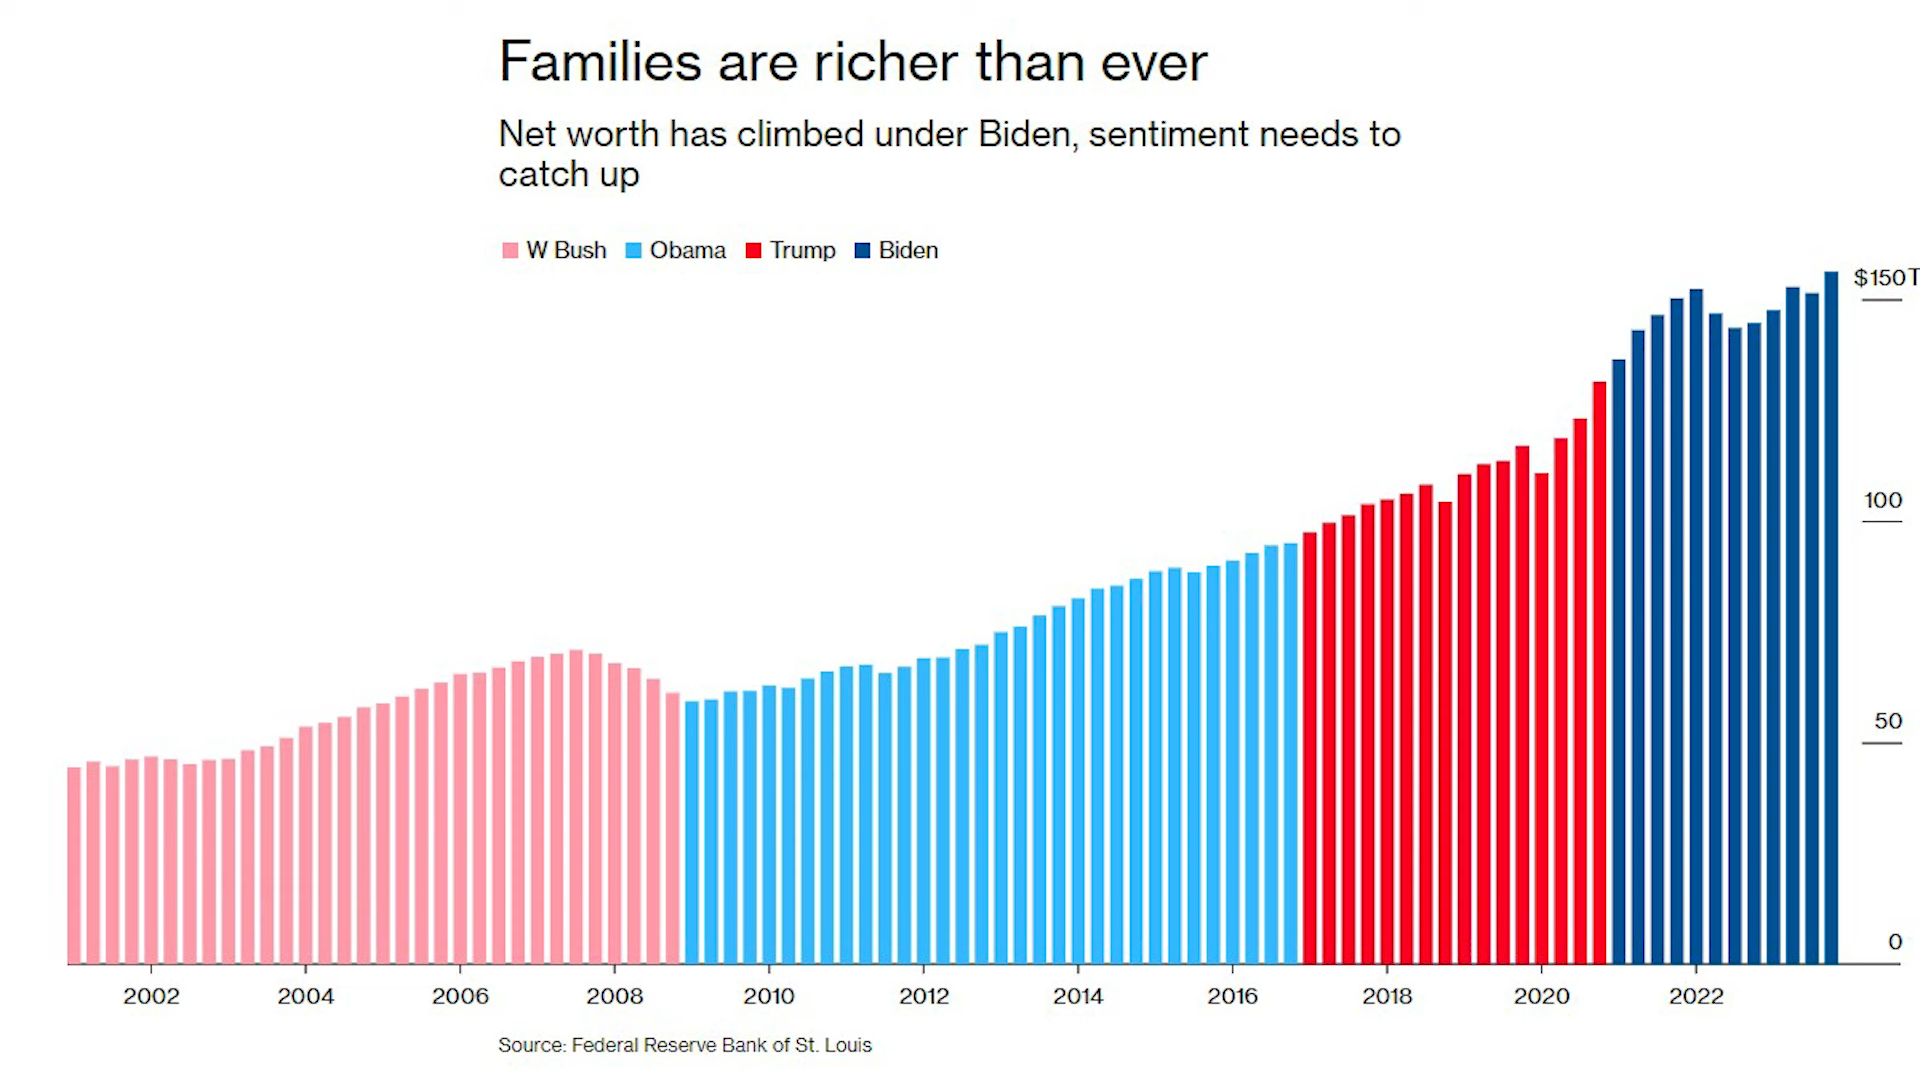 Families are richer than ever
Net worth has climbed under Biden, sentiment needs to
catch up
W Bush Obama Trump Biden
$150T
100
50
0
2002 2004 2006 2008 2010 2012 2014 2016 2018 2020 2022
Source: Federal Reserve Bank of St. Louis